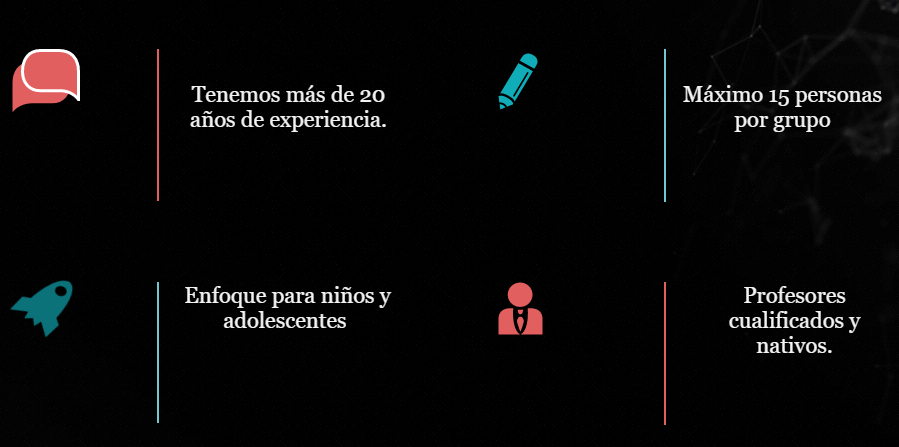 Tenemos más de 20
años de experiencia.
Máximo 15 personas
por grupo
Enfoque para niños y
adolescentes
Profesores
cualificados y
nativos.